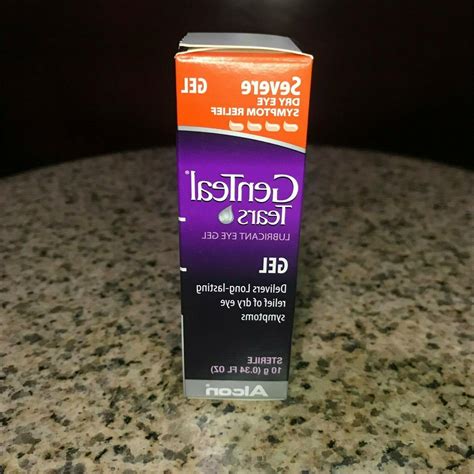 Severe
DRY EYE
SYMPTOM RELIEF
GEL
GenTeal®
Tears
LUBRICANT EYE GEL
GEL
Delivers Long-lasting
relief of dry eye
symptoms
STERILE
10 g (0.34 FL OZ)
Alcon